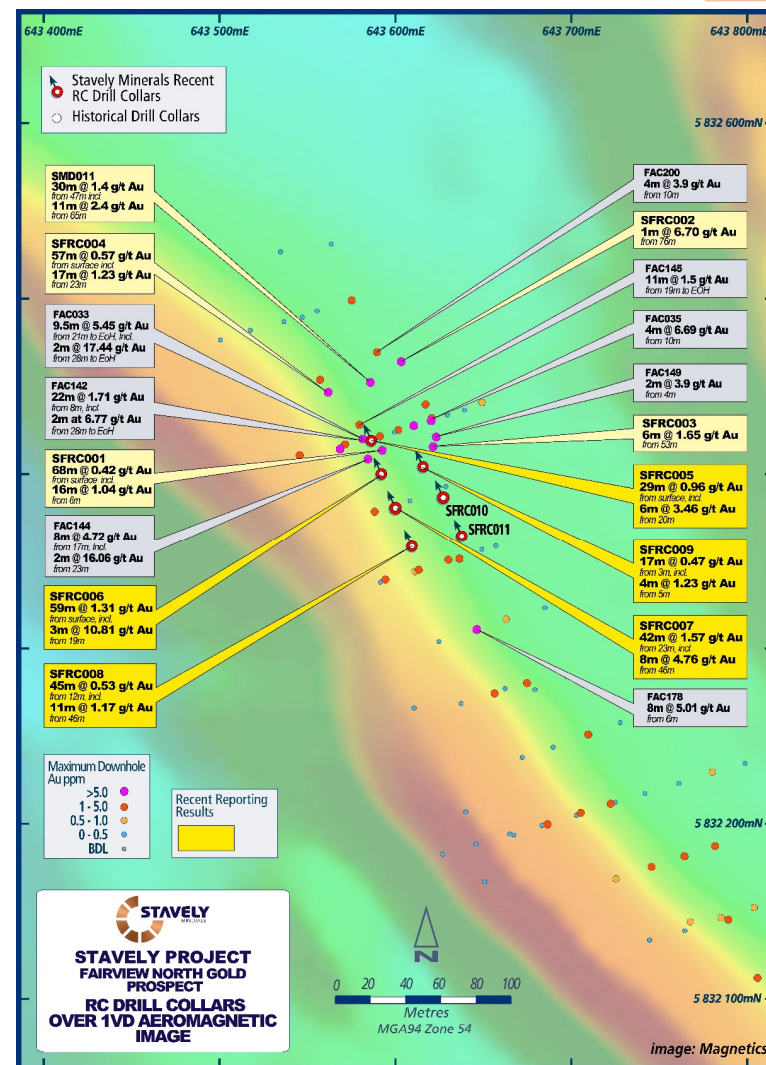 643 400mE
643 500mE
643 600mE
643 700mE
643 800mE
Stavely Minerals Recent
RC Drill Collars
Historical Drill Collars
5 832 600mN
SMD011
30m @ 1.4 g/t Au
from 47m incl.
11m @ 2.4 g/t Au
from 65m
SFRC004
57m @ 0.57 g/t Au
from surface incl.
17m @ 1.23 g/t Au
from 23m
FAC033
9.5m @ 5.45 g/t Au
from 21m to EoH, Incl.
2m @ 17.44 g/t Au
from 28m to EoH
FAC142
22m @ 1.71 g/t Au
from 8m, Incl.
2m at 6.77 g/t Au
from 28m to EoH
SFRC001
68m @ 0.42 g/t Au
from surface incl.
16m @ 1.04 g/t Au
from 6m
FAC144
8m @ 4.72 g/t Au
from 17m, Incl.
2m @ 16.06 g/t Au
from 23m
SFRC006
59m @ 1.31 g/t Au
from surface, incl.
3m @ 10.81 g/t Au
from 19m
SFRC008
45m @ 0.53 g/t Au
from 12m, incl.
11m @ 1.17 g/t Au
from 46m
FAC200
4m @ 3.9 g/t Au
from 10m
SFRC002
1m @ 6.70 g/t Au
from 76m
FAC145
11m @ 1.5 g/t Au
from 19m to EOH
FAC035
4m @ 6.69 g/t Au
from 10m
FAC149
2m @ 3.9 g/t Au
from 4m
SFRC003
6m @ 1.65 g/t Au
from 53m
SFRC005
29m @ 0.96 g/t Au
from surface, incl.
6m @ 3.46 g/t Au
from 20m
SFRC009
17m @ 0.47 g/t Au
from 3m, incl.
4m @ 1.23 g/t Au
from 5m
SFRC007
42m @ 1.57 g/t Au
from 23m, incl.
8m @ 4.76 g/t Au
from 46m
FAC178
8m @ 5.01 g/t Au
from 6m
SFRC010
SFRC011
Maximum Downhole
Au ppm
>5.0
1 - 5.0
0.5 - 1.0
0 - 0.5
BDL
Recent Reporting
Results
5 832 200mN
STAVELY
MINERALS
STAVELY PROJECT
FAIRVIEW NORTH GOLD
PROSPECT
RC DRILL COLLARS
OVER 1VD AEROMAGNETIC
IMAGE
N
0 20 40 60 80 100
Metres
MGA94 Zone 54
5 832 100mN
image: Magnetics